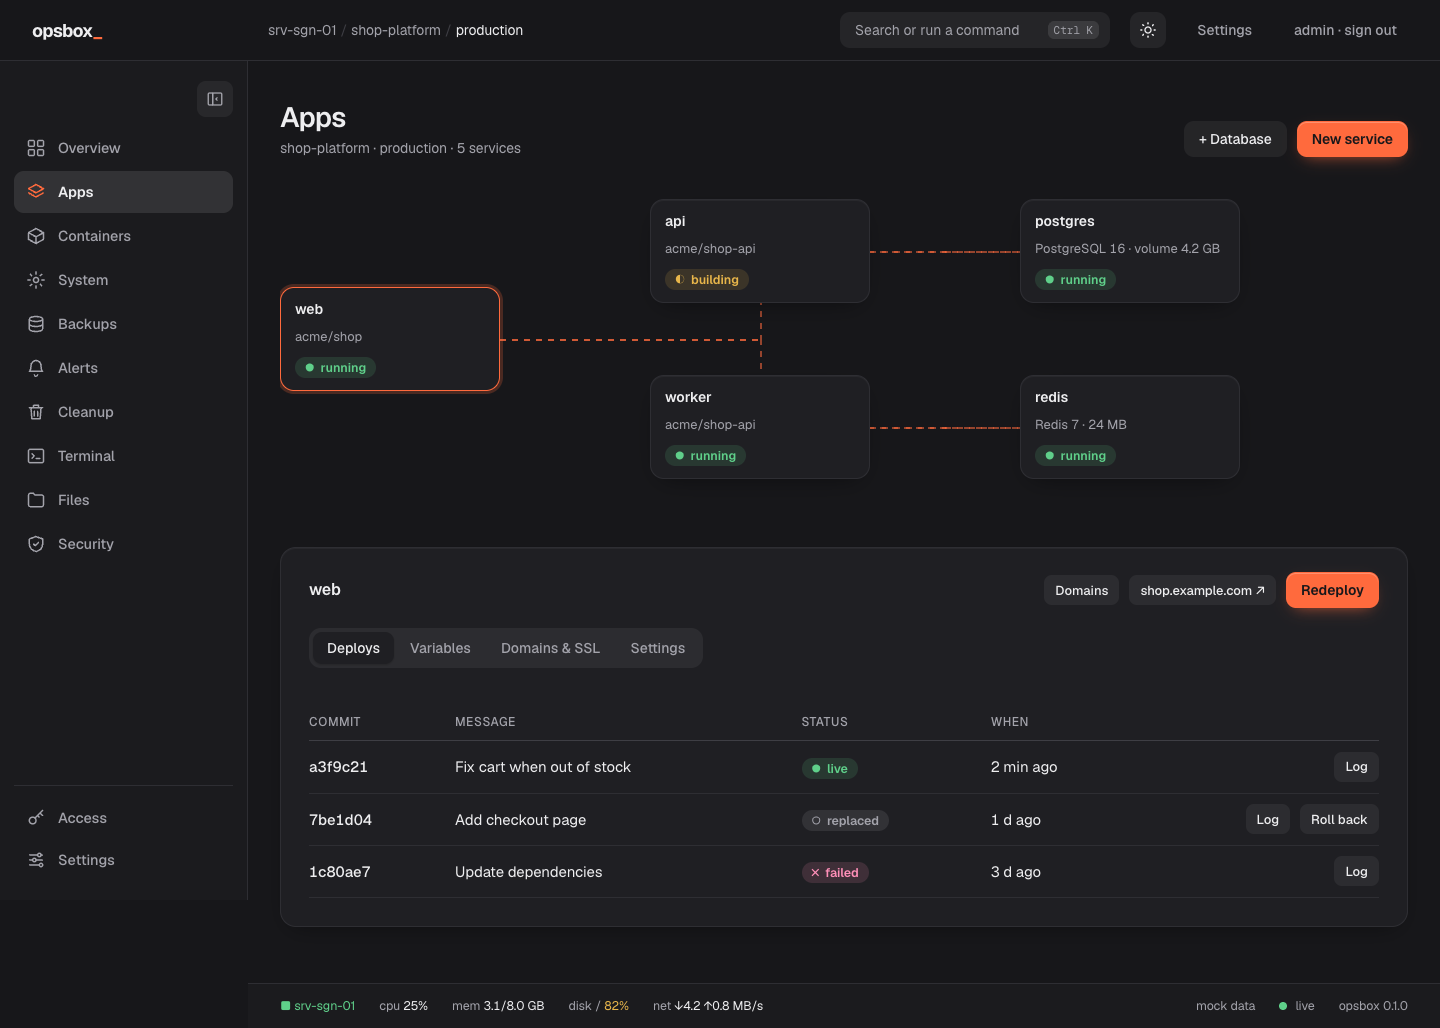 opsbox_
srv-sgn-01 / shop-platform / production
Search or run a command Ctrl K
Settings
admin · sign out
Overview
Apps
Containers
System
Backups
Alerts
Cleanup
Terminal
Files
Security
Access
Settings
Apps
shop-platform · production · 5 services
+ Database
New service
web
acme/shop
running
api
acme/shop-api
building
worker
acme/shop-api
running
postgres
PostgreSQL 16 · volume 4.2 GB
running
redis
Redis 7 · 24 MB
running
web
Domains
shop.example.com ↗
Redeploy
Deploys Variables Domains & SSL Settings
COMMIT MESSAGE STATUS WHEN
a3f9c21 Fix cart when out of stock live 2 min ago Log
7be1d04 Add checkout page replaced 1 d ago Log Roll back
1c80ae7 Update dependencies failed 3 d ago Log
srv-sgn-01 cpu 25% mem 3.1/8.0 GB disk / 82% net ↓4.2 ↑0.8 MB/s mock data live opsbox 0.1.0